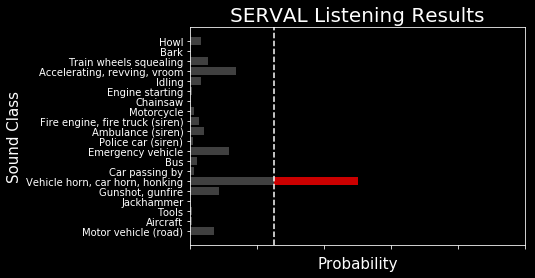 SERVAL Listening Results
Sound Class
Howl
Bark
Train wheels squealing
Accelerating, revving, vroom
Idling
Engine starting
Chainsaw
Motorcycle
Fire engine, fire truck (siren)
Ambulance (siren)
Police car (siren)
Emergency vehicle
Bus
Car passing by
Vehicle horn, car horn, honking
Gunshot, gunfire
Jackhammer
Tools
Aircraft
Motor vehicle (road)
Probability